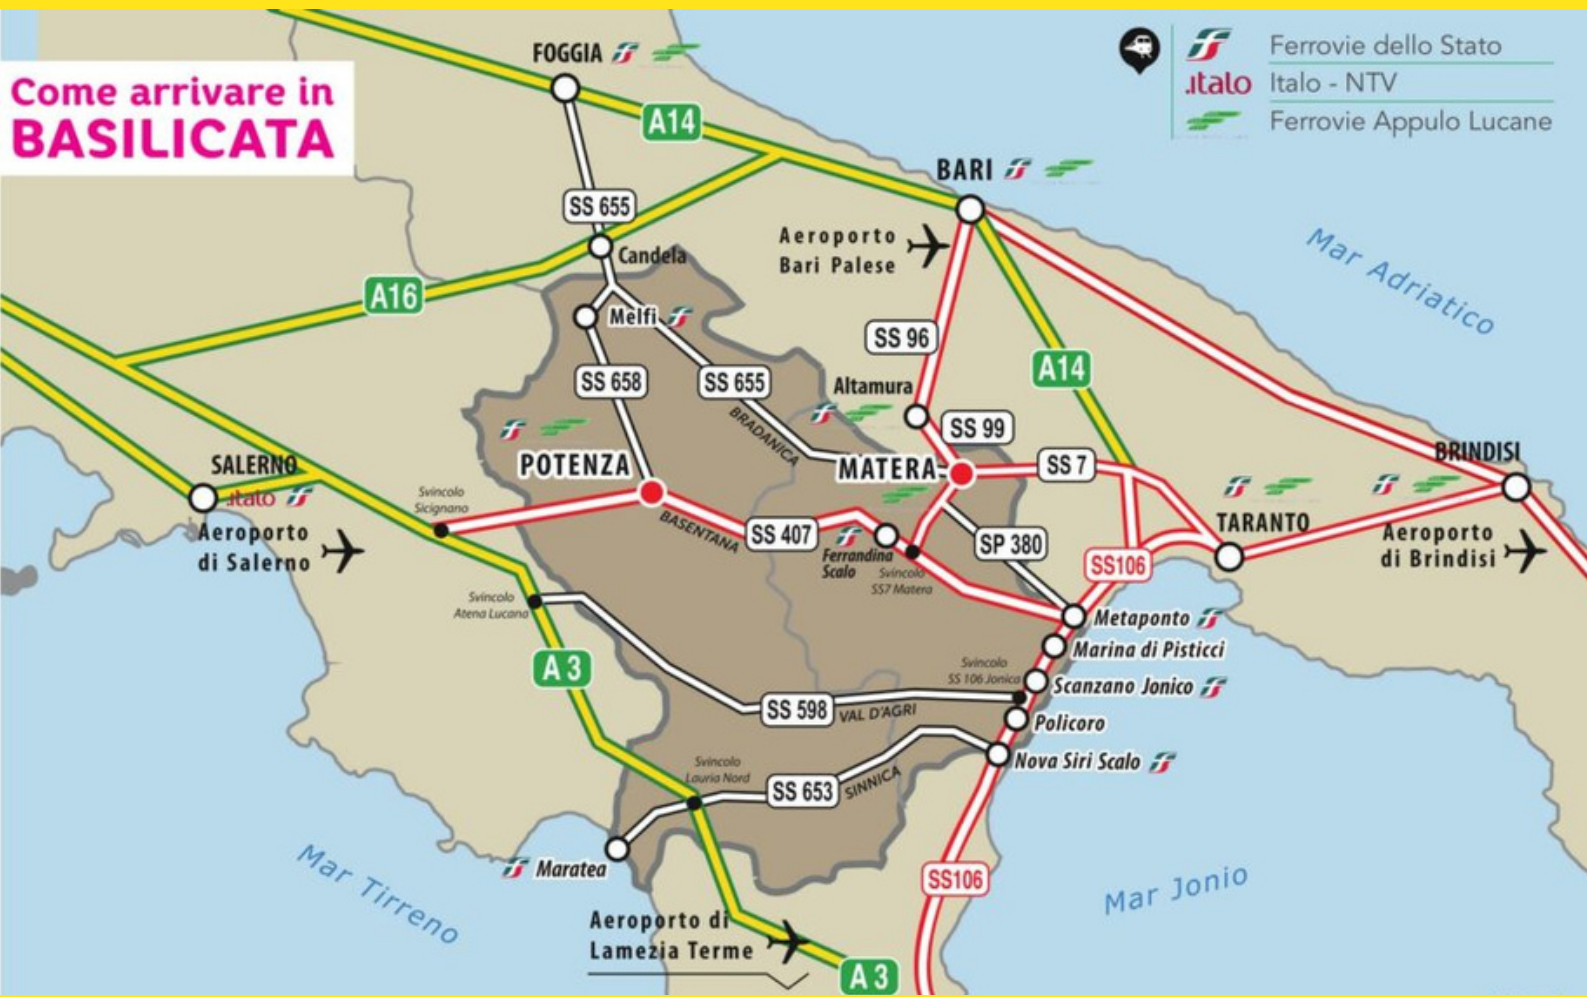 Come arrivare in
BASILICATA
Ferrovie dello Stato
.italo Italo - NTV
Ferrovie Appulo Lucane
FOGGIA
A14
BARI
SS 655
Aeroporto
Bari Palese
Mar Adriatico
Candela
A16
Melfi
SS 96
SS 658
SS 655
A14
Altamura
BRADANICA
SS 99
POTENZA
MATERA
SS 7
BRINDISI
SALERNO
.italo
Svincolo
Sicignano
Aeroporto
di Salerno
BASENTANA
SS 407
Ferrandina
Scalo
Svincolo
SS7 Matera
SP 380
SS106
TARANTO
Aeroporto
di Brindisi
Svincolo
Atena Lucana
Metaponto
Marina di Pisticci
A 3
Svincolo
SS 106 Jonica
Scanzano Jonico
SS 598
VAL D'AGRI
Policoro
Nova Siri Scalo
Svincolo
Lauria Nord
SS 653
SINNICA
Maratea
SS106
Mar Tirreno
Mar Jonio
Aeroporto di
Lamezia Terme
A 3